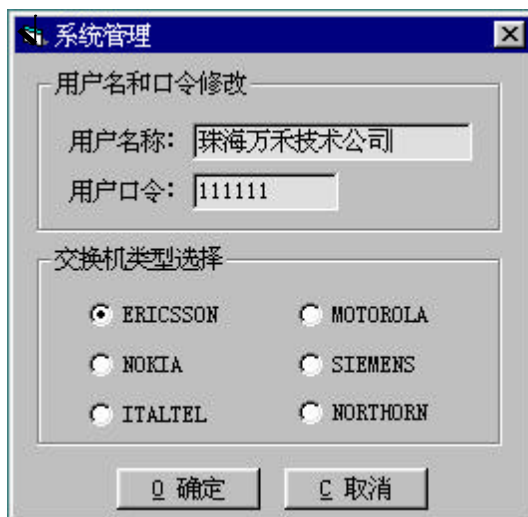 系统管理
用户名和口令修改
用户名称: 珠海万禾技术公司
用户口令: 111111
交换机类型选择
ERICSSON MOTOROLA
NOKIA SIEMENS
ITALTEL NORTHORN
O 确定 C 取消